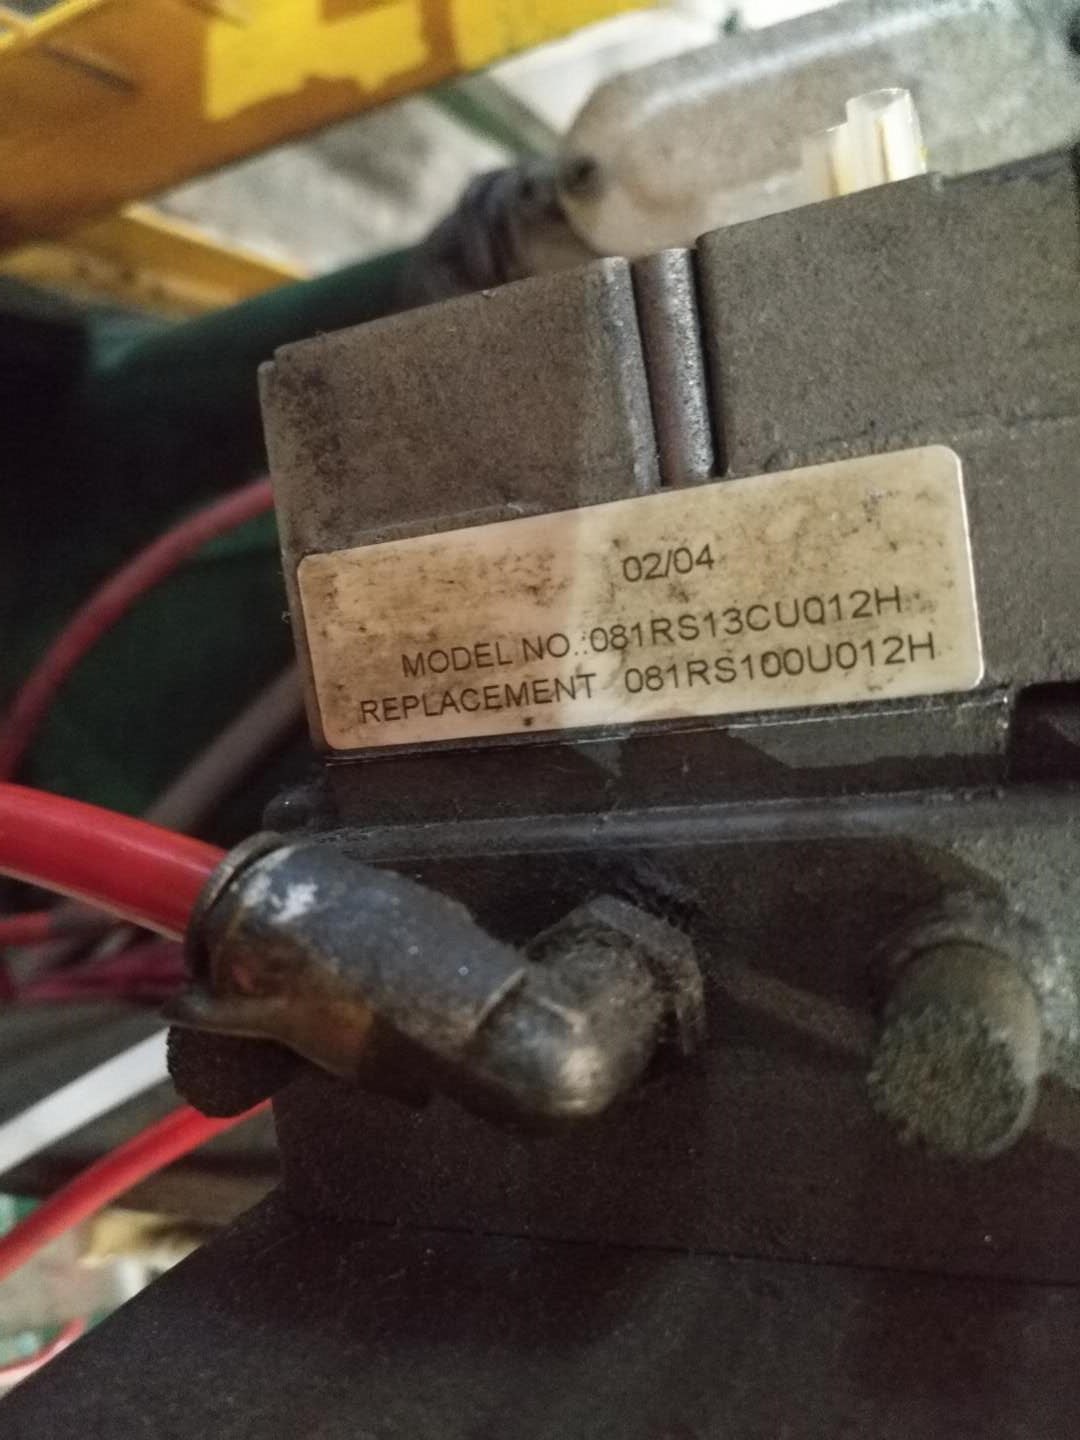 02/04
MODEL NO.:081RS13CU012H
REPLACEMENT 081RS100U012H